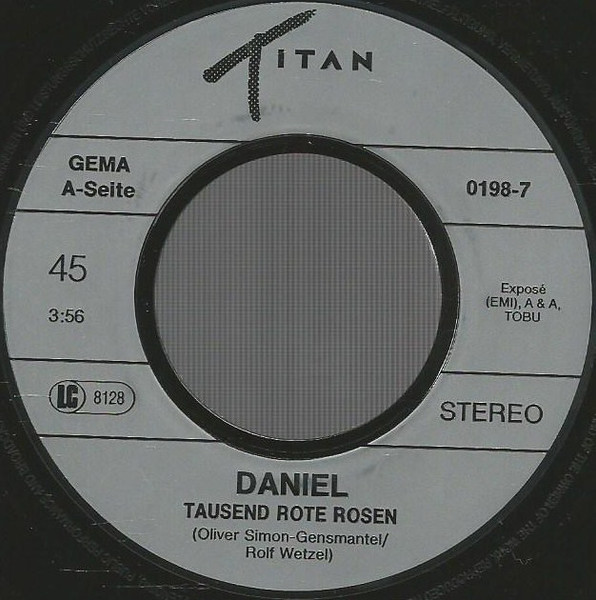 TITAN
GEMA
A-Seite
0198-7
45
3:56
Exposé
(EMI), A & A,
TOBU
LC 8128
STEREO
DANIEL
TAUSEND ROTE ROSEN
(Oliver Simon-Gensmantel/
Rolf Wetzel)